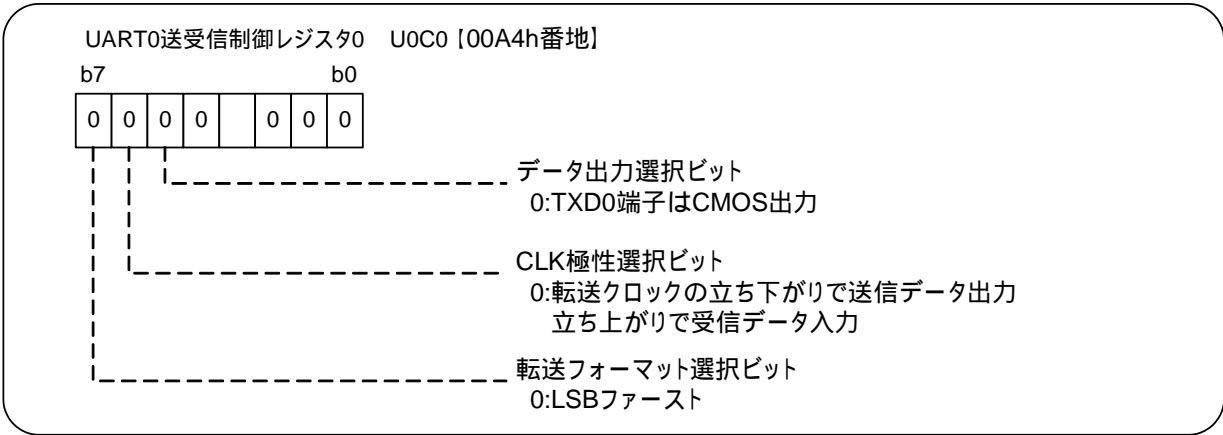 UART0送受信制御レジスタ0 U0C0【00A4h番地】
b7 b0
0 0 0 0 0 0 0
データ出力選択ビット
0:TXD0端子はCMOS出力
CLK極性選択ビット
0:転送クロックの立ち下がりで送信データ出力
立ち上がりで受信データ入力
転送フォーマット選択ビット
0:LSBファースト